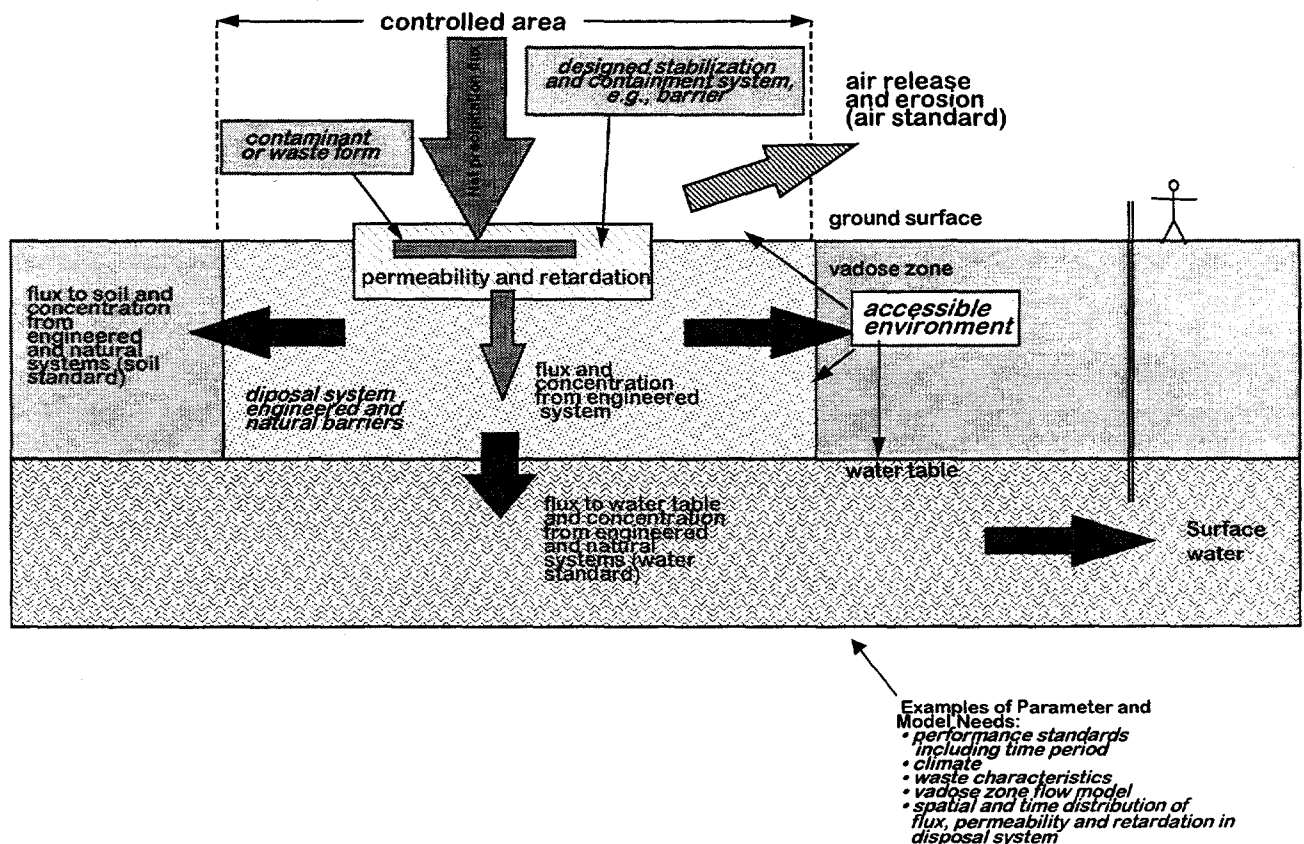 controlled area
Net precipitation flux
designed stabilization
and containment system,
e.g., barrier
contaminant
or waste form
air release
and erosion
(air standard)
ground surface
permeability and retardation
vadose zone
accessible
environment
flux to soil and
concentration
from
engineered
and natural
systems (soil
standard)
flux and
concentration
from engineered
system
diposal system
engineered and
natural barriers
water table
flux to water table
and concentration
from engineered
and natural
systems (water
standard)
Surface
water
Examples of Parameter and
Model Needs:
• performance standards
including time period
• climate
• waste characteristics
• vadose zone flow model
• spatial and time distribution of
flux, permeability and retardation in
disposal system